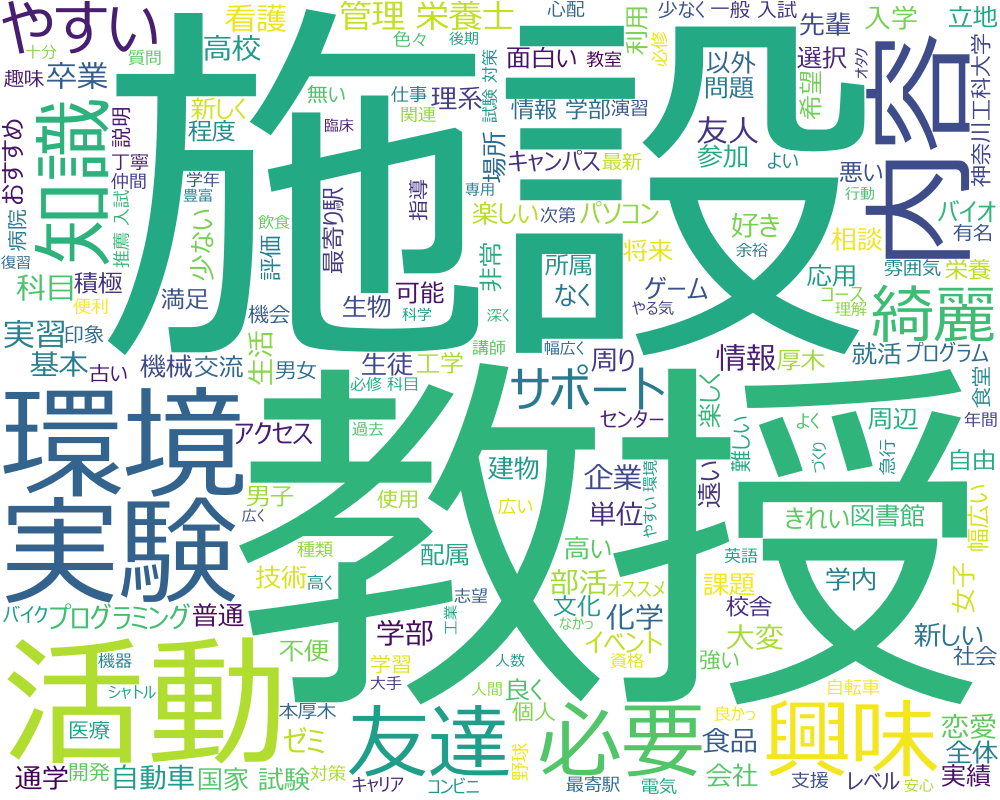 やすい
十分
質問
看護
高校
管理 栄養士
色々
後期
心配
少なく
一般 入試
利用
必修
先輩
入学
立地
趣味
卒業
新しく
程度
無い
仕事
関連
理系
試験 対策
面白い
教室
情報 学部
演習
以外
問題
選択
オタク
希望
施設
内容
神奈川工科大学
おすすめ
知識
説明
丁寧
仲間
臨床
場所
キャンパス
最新
友人
参加
よい
悪い
行動
バイオ
有名
病院
復習
推薦 入試
学年
豊富
少ない
飲食
評価
最寄り駅
指導
専用
楽しい
次第
パソコン
好き
余裕
相談
雰囲気
栄養
科目
積極
便利
満足
機会
生物
可能
科学
非常
所属
なく
将来
ゲーム
やる気
応用
コース
理解
綺麗
実習
印象
基本
古い
機械
交流
生活
男女
生徒
深く
工学
講師
幅広く
周り
情報
厚木
就活
プログラム
食堂
必修 科目
サポート
センター
環境
アクセス
過去
楽しく
難しい
よく
づくり
周辺
急行
年間
自由
教授
実験
男子
広く
使用
建物
広い
企業
単位
やすい 環境
遠い
きれい
図書館
幅広い
種類
技術
高く
配属
志望
高い
部活
オススメ
英語
課題
学内
女子
バイク
プログラミング
普通
学部
工業
文化
なかっ
化学
校舎
大変
新しい
社会
活動
機器
シャトル
医療
不便
学習
大手
人数
人間
イベント
資格
強い
自転車
本厚木
ゼミ
友達
良く
個人
必要
良かっ
食品
興味
恋愛
全体
通学
開発
自動車
国家 試験
対策
キャリア
コンビニ
野球
最寄駅
電気
会社
支援
レベル
安心
実績